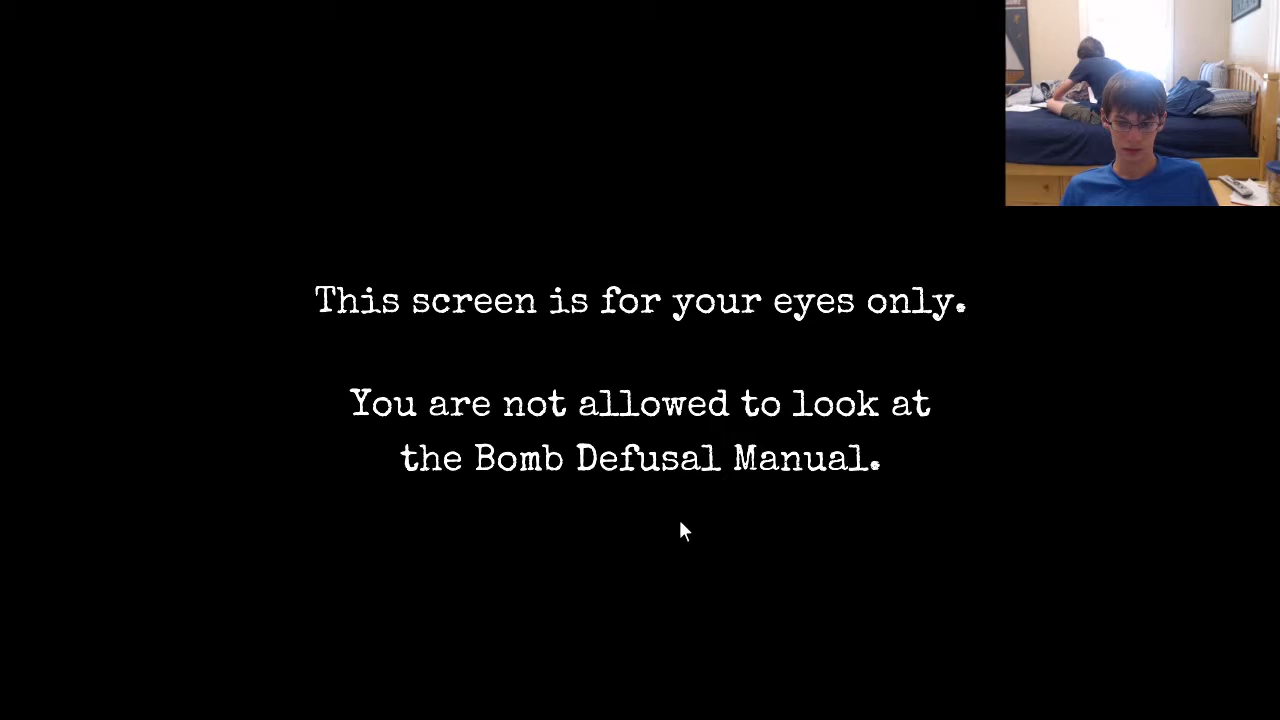 This screen is for your eyes only.
You are not allowed to look at
the Bomb Defusal Manual.